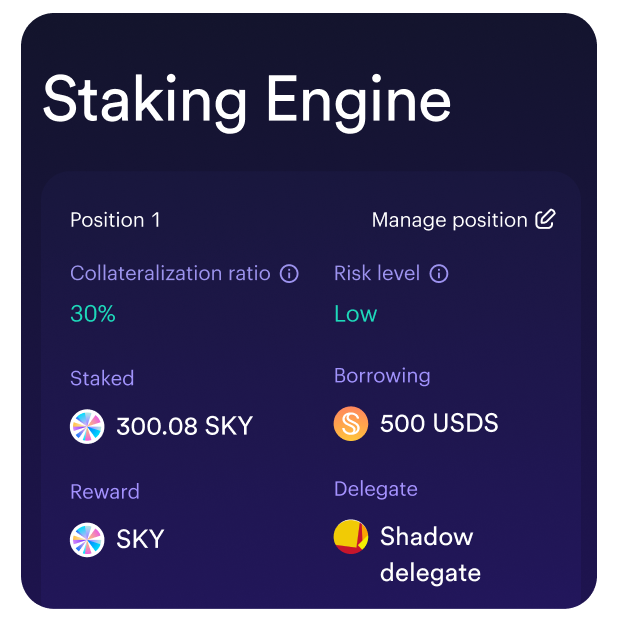 Staking Engine
Position 1
Manage position
Collateralization ratio
Risk level
30%
Low
Staked
Borrowing
300.08 SKY
500 USDS
Reward
Delegate
SKY
Shadow
delegate